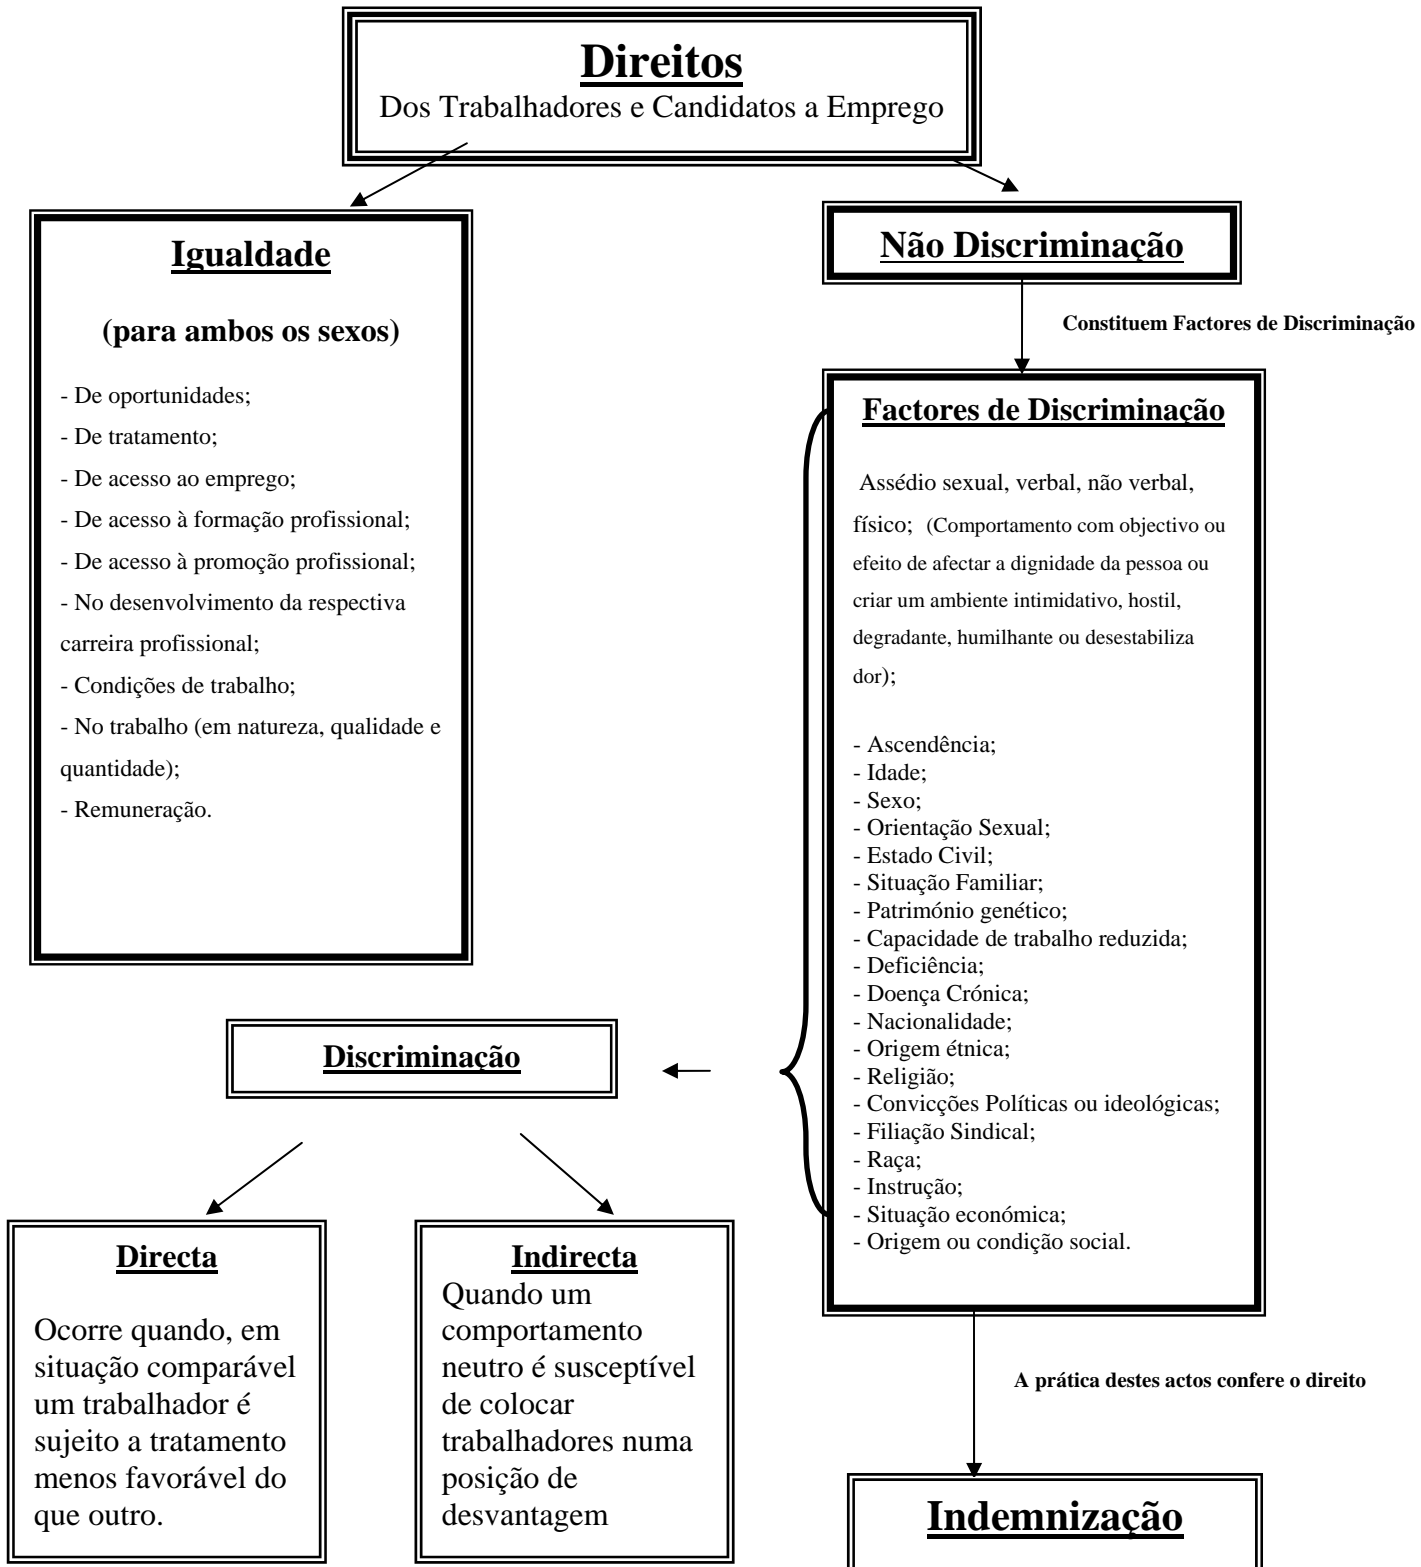 Direitos
Dos Trabalhadores e Candidatos a Emprego
Igualdade
(para ambos os sexos)
- De oportunidades;
- De tratamento;
- De acesso ao emprego;
- De acesso à formação profissional;
- De acesso à promoção profissional;
- No desenvolvimento da respectiva
carreira profissional;
- Condições de trabalho;
- No trabalho (em natureza, qualidade e
quantidade);
- Remuneração.
Não Discriminação
Constituem Factores de Discriminação
Factores de Discriminação
Assédio sexual, verbal, não verbal,
físico; (Comportamento com objectivo ou
efeito de afectar a dignidade da pessoa ou
criar um ambiente intimidativo, hostil,
degradante, humilhante ou desestabiliza
dor);
- Ascendência;
- Idade;
- Sexo;
- Orientação Sexual;
- Estado Civil;
- Situação Familiar;
- Património genético;
- Capacidade de trabalho reduzida;
- Deficiência;
- Doença Crónica;
- Nacionalidade;
- Origem étnica;
- Religião;
- Convicções Políticas ou ideológicas;
- Filiação Sindical;
- Raça;
- Instrução;
- Situação económica;
- Origem ou condição social.
Discriminação
Directa
Ocorre quando, em
situação comparável
um trabalhador é
sujeito a tratamento
menos favorável do
que outro.
Indirecta
Quando um
comportamento
neutro é susceptível
de colocar
trabalhadores numa
posição de
desvantagem
A prática destes actos confere o direito
Indemnização